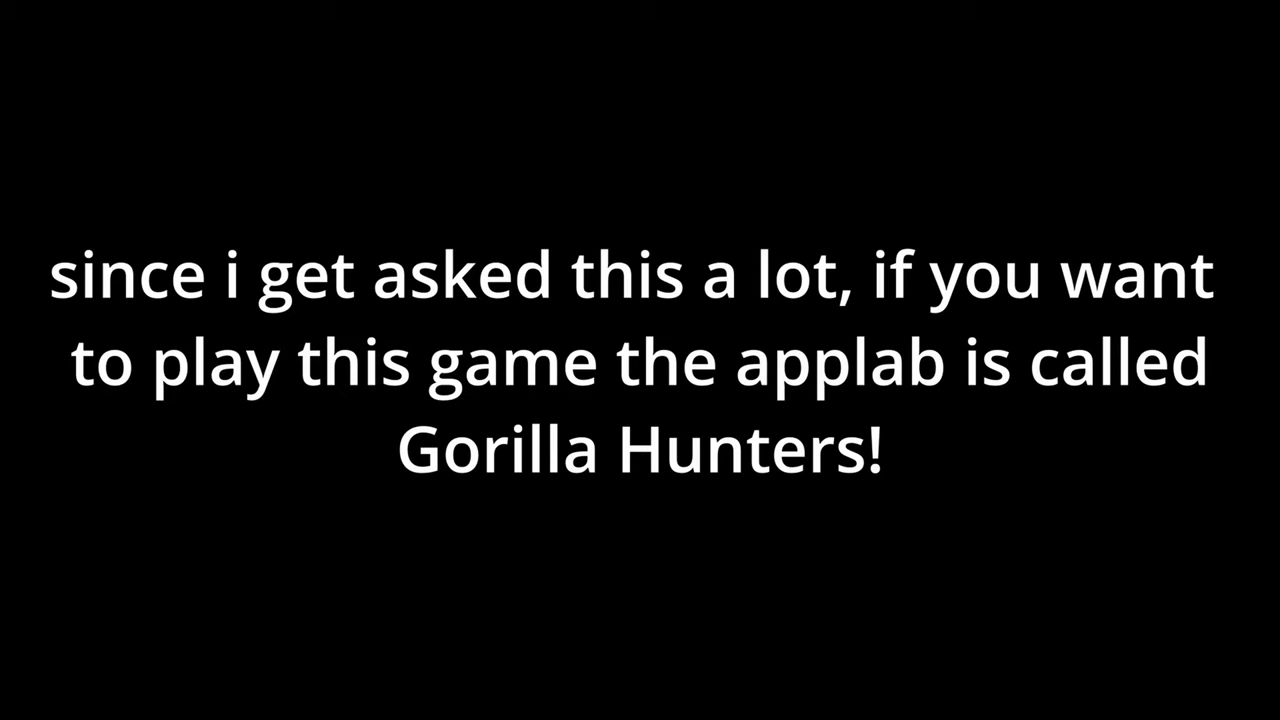 since i get asked this a lot, if you want
to play this game the applab is called
Gorilla Hunters!